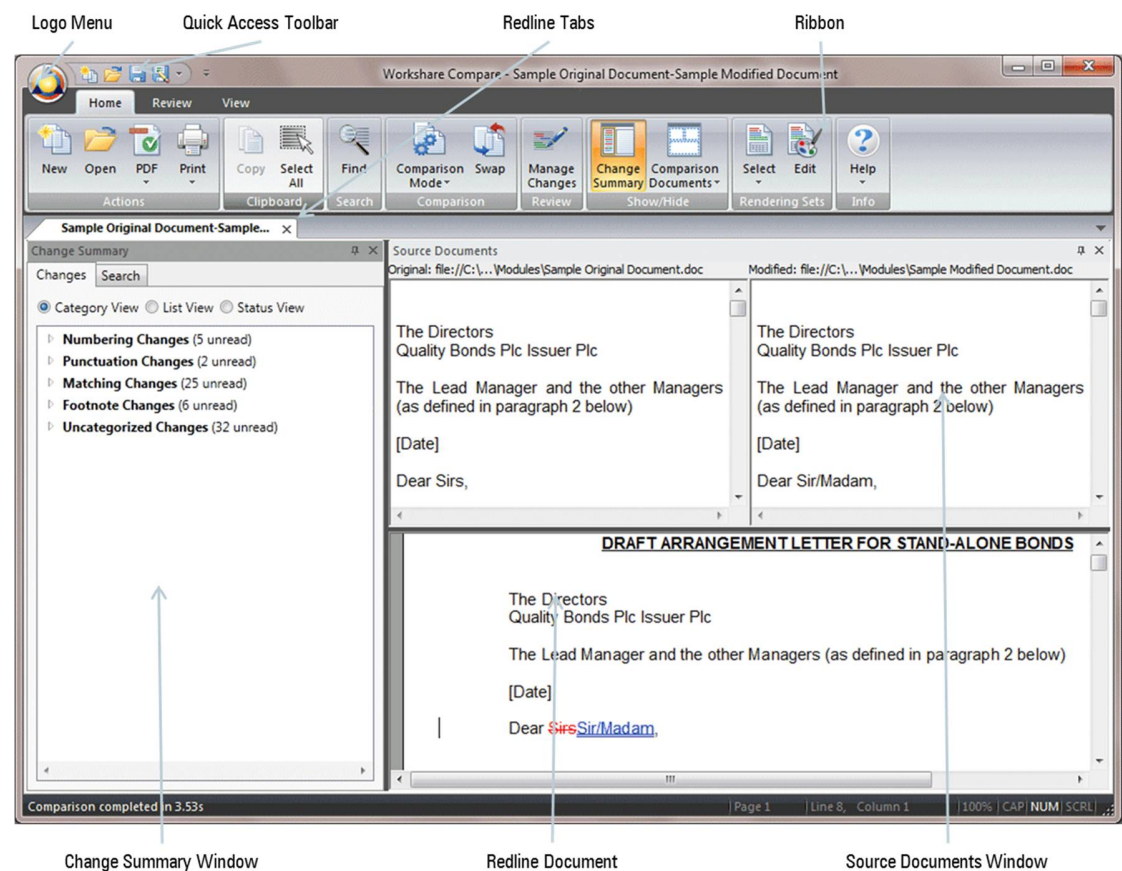 Logo Menu Quick Access Toolbar Redline Tabs Ribbon
Workshare Compare - Sample Original Document-Sample Modified Document
Home Review View
New Open PDF Print Copy Select All Find Comparison Mode Swap Manage Changes Change Summary Comparison Documents Select Edit Help
Actions Clipboard Search Comparison Review Show/Hide Rendering Sets Info
Sample Original Document-Sample...
Change Summary
Changes Search
Category View List View Status View
Numbering Changes (5 unread)
Punctuation Changes (2 unread)
Matching Changes (25 unread)
Footnote Changes (6 unread)
Uncategorized Changes (32 unread)
Source Documents
Original: file://C:\...\Modules\Sample Original Document.doc
The Directors
Quality Bonds Plc Issuer Plc
The Lead Manager and the other Managers
(as defined in paragraph 2 below)
[Date]
Dear Sirs,
Modified: file://C:\...\Modules\Sample Modified Document.doc
The Directors
Quality Bonds Plc Issuer Plc
The Lead Manager and the other Managers
(as defined in paragraph 2 below)
[Date]
Dear Sir/Madam,
DRAFT ARRANGEMENT LETTER FOR STAND-ALONE BONDS
The Directors
Quality Bonds Plc Issuer Plc
The Lead Manager and the other Managers (as defined in paragraph 2 below)
[Date]
Dear SirsSir/Madam,
Comparison completed in 3.53s Page 1 Line 8, Column 1 100% CAP NUM SCRL
Change Summary Window Redline Document Source Documents Window